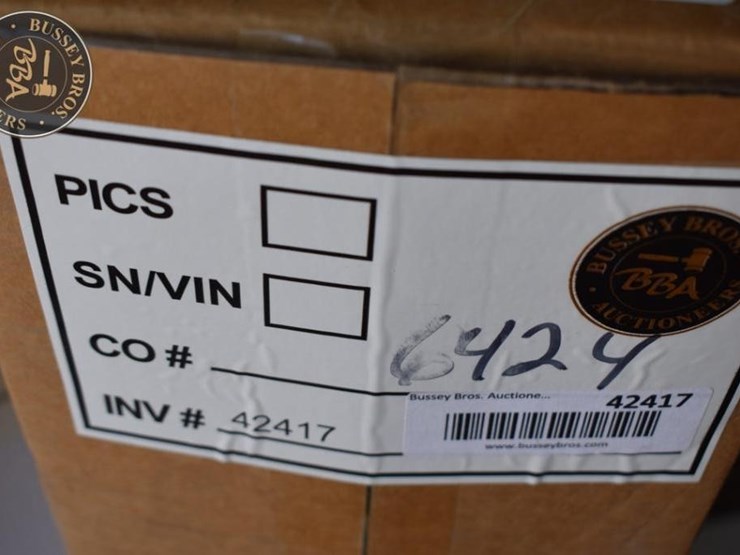 BUSSEY BROS.
BBA
ERS
PICS
SN/VIN
CO #
INV # 42417
BUSSEY BRO
BBA
AUCTIONEERS
6424
Bussey Bros. Auctione...
42417
www.busseybros.com